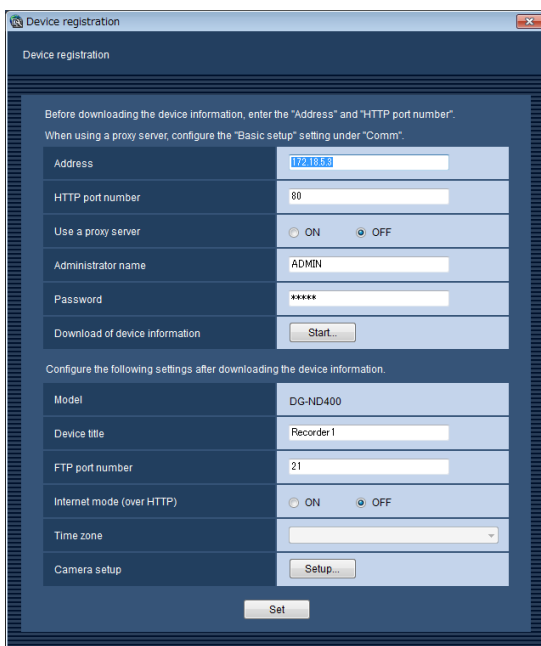 Device registration
Device registration
Before downloading the device information, enter the "Address" and "HTTP port number".
When using a proxy server, configure the "Basic setup" setting under "Comm".
Address 172.18.5.3
HTTP port number 80
Use a proxy server ON OFF
Administrator name ADMIN
Password *****
Download of device information Start...
Configure the following settings after downloading the device information.
Model DG-ND400
Device title Recorder1
FTP port number 21
Internet mode (over HTTP) ON OFF
Time zone
Camera setup Setup...
Set